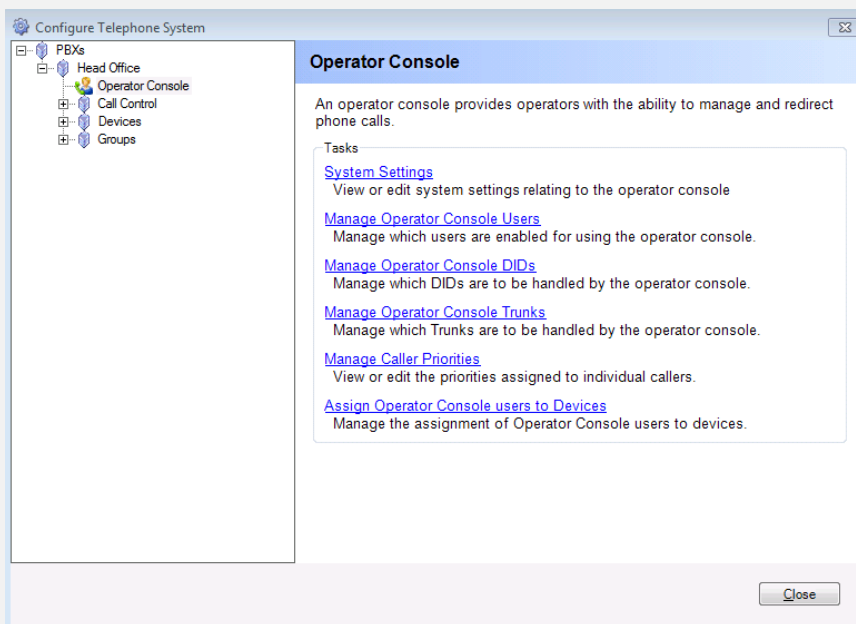 Configure Telephone System
PBXs
Head Office
Operator Console
Call Control
Devices
Groups
Operator Console
An operator console provides operators with the ability to manage and redirect
phone calls.
Tasks
System Settings
View or edit system settings relating to the operator console
Manage Operator Console Users
Manage which users are enabled for using the operator console.
Manage Operator Console DIDs
Manage which DIDs are to be handled by the operator console.
Manage Operator Console Trunks
Manage which Trunks are to be handled by the operator console.
Manage Caller Priorities
View or edit the priorities assigned to individual callers.
Assign Operator Console users to Devices
Manage the assignment of Operator Console users to devices.
Close